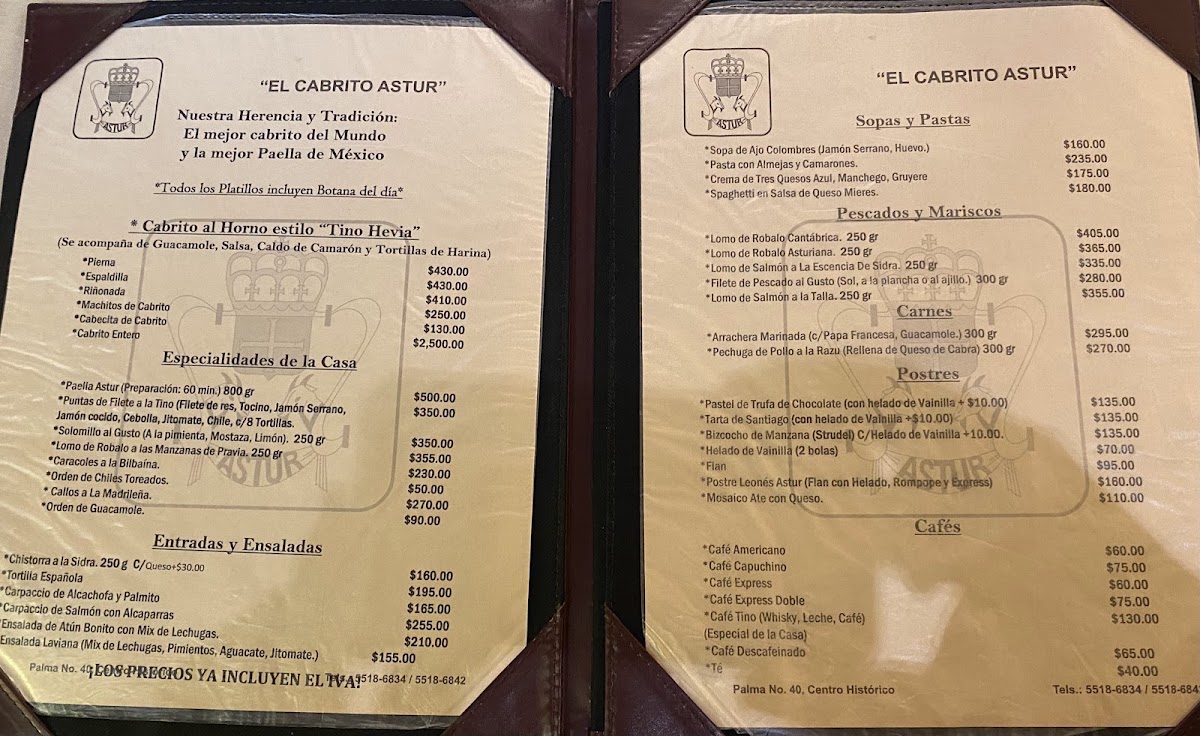 ASTUR
"EL CABRITO ASTUR"
Nuestra Herencia y Tradición:
El mejor cabrito del Mundo
y la mejor Paella de México
*Todos los Platillos incluyen Botana del día*
* Cabrito al Horno estilo "Tino Hevia"
(Se acompaña de Guacamole, Salsa, Caldo de Camarón y Tortillas de Harina)
*Pierna $430.00
*Espaldilla $430.00
*Riñonada $410.00
*Machitos de Cabrito $250.00
*Cabecita de Cabrito $130.00
*Cabrito Entero $2,500.00
Especialidades de la Casa
*Paella Astur (Preparación: 60 min.) 800 gr $500.00
*Puntas de Filete a la Tino (Filete de res, Tocino, Jamón Serrano, $350.00
Jamón cocido, Cebolla, Jitomate, Chile, c/8 Tortillas.
*Solomillo al Gusto (A la pimienta, Mostaza, Limón). 250 gr $350.00
*Lomo de Robalo a las Manzanas de Pravia. 250 gr $355.00
*Caracoles a la Bilbaína. $230.00
*Orden de Chiles Toreados. $50.00
* Callos a La Madrileña. $270.00
*Orden de Guacamole. $90.00
ASTUR
Entradas y Ensaladas
*Chistorra a la Sidra. 250 g C/Queso+$30.00 $160.00
*Tortilla Española $195.00
*Carpaccio de Alcachofa y Palmito $165.00
*Carpaccio de Salmón con Alcaparras $255.00
*Ensalada de Atún Bonito con Mix de Lechugas. $210.00
Ensalada Laviana (Mix de Lechugas, Pimientos, Aguacate, Jitomate.) $155.00
Palma No. 40,
¡LOS PRECIOS YA INCLUYEN EL IVA!
Tels.: 5518-6834 / 5518-6842
ASTUR
"EL CABRITO ASTUR"
Sopas y Pastas
*Sopa de Ajo Colombres (Jamón Serrano, Huevo.) $160.00
*Pasta con Almejas y Camarones. $235.00
*Crema de Tres Quesos Azul, Manchego, Gruyere $175.00
*Spaghetti en Salsa de Queso Mieres. $180.00
Pescados y Mariscos
*Lomo de Robalo Cantábrica. 250 gr $405.00
*Lomo de Robalo Asturiana. 250 gr $365.00
*Lomo de Salmón a La Escencia De Sidra. 250 gr $335.00
*Filete de Pescado al Gusto (Sol, a la plancha o al ajillo.) 300 gr $280.00
*Lomo de Salmón a la Talla. 250 gr $355.00
Carnes
*Arrachera Marinada (c/Papa Francesa, Guacamole.) 300 gr $295.00
*Pechuga de Pollo a la Razu (Rellena de Queso de Cabra) 300 gr $270.00
Postres
*Pastel de Trufa de Chocolate (con helado de Vainilla + $10.00) $135.00
*Tarta de Santiago (con helado de Vainilla +$10.00) $135.00
*Bizcocho de Manzana (Strudel) C/Helado de Vainilla +10.00. $135.00
*Helado de Vainilla (2 bolas) $70.00
*Flan $95.00
*Postre Leonés Astur (Flan con Helado, Rompope y Express) $160.00
*Mosaico Ate con Queso. $110.00
ASTUR
Cafés
*Café Americano $60.00
*Café Capuchino $75.00
*Café Express $60.00
*Café Express Doble $75.00
*Café Tino (Whisky, Leche, Café) $130.00
(Especial de la Casa)
*Café Descafeinado $65.00
*Té $40.00
Palma No. 40, Centro Histórico Tels.: 5518-6834 / 5518-684